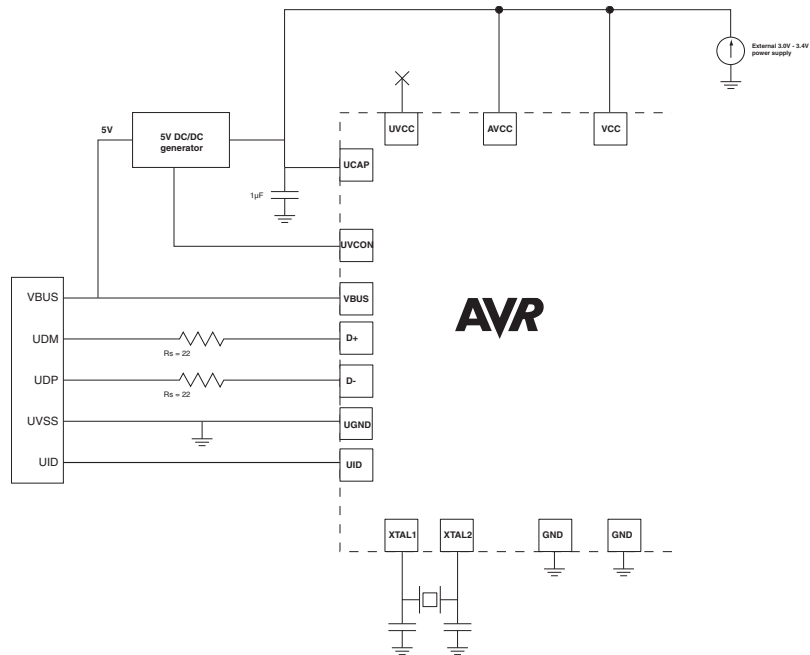 External 3.0V - 3.4V
power supply
UVCC
AVCC
VCC
5V
5V DC/DC
generator
UCAP
1µF
UVCON
VBUS
VBUS
AVR
UDM
Rs = 22
D+
UDP
Rs = 22
D-
UVSS
UGND
UID
UID
XTAL1
XTAL2
GND
GND